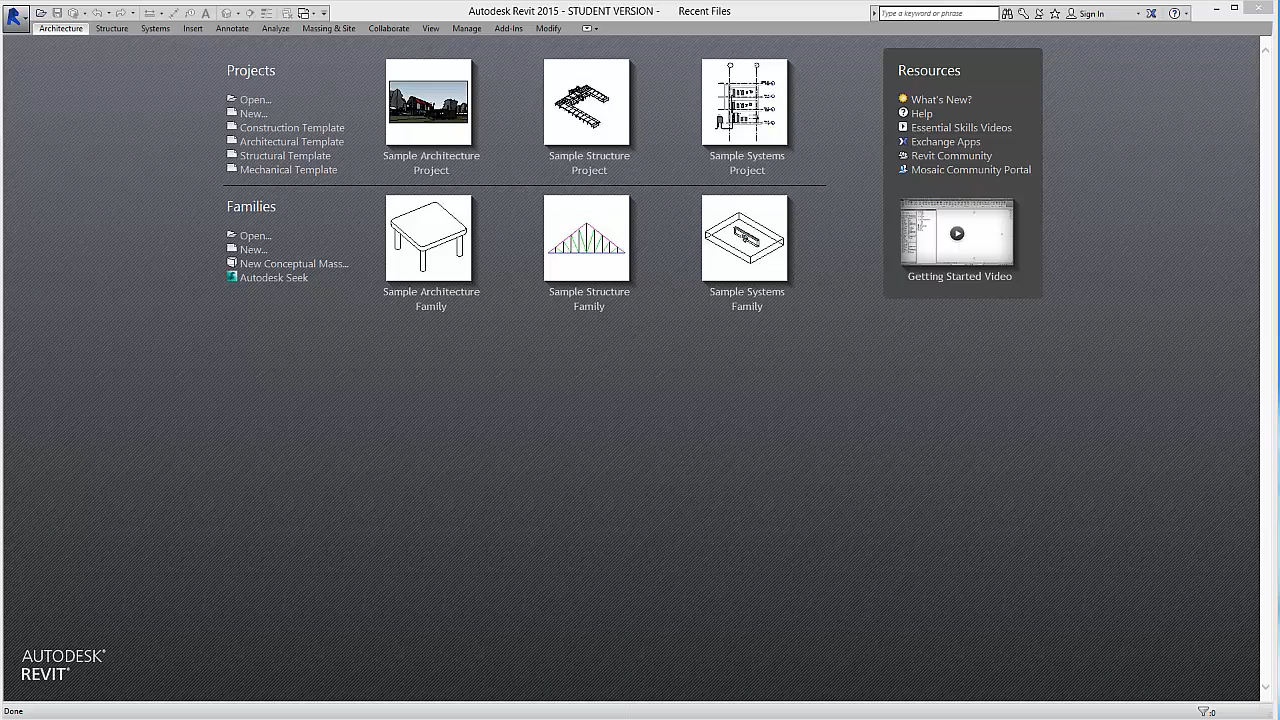 Autodesk Revit 2015 - STUDENT VERSION - Recent Files
Type a keyword or phrase
Sign In
Architecture Structure Systems Insert Annotate Analyze Massing & Site Collaborate View Manage Add-Ins Modify
Projects
Open...
New...
Construction Template
Architectural Template
Structural Template
Mechanical Template
Sample Architecture
Project
Sample Structure
Project
Sample Systems
Project
Families
Open...
New...
New Conceptual Mass...
Autodesk Seek
Sample Architecture
Family
Sample Structure
Family
Sample Systems
Family
Resources
What's New?
Help
Essential Skills Videos
Exchange Apps
Revit Community
Mosaic Community Portal
Getting Started Video
AUTODESK®
REVIT®
Done
:0